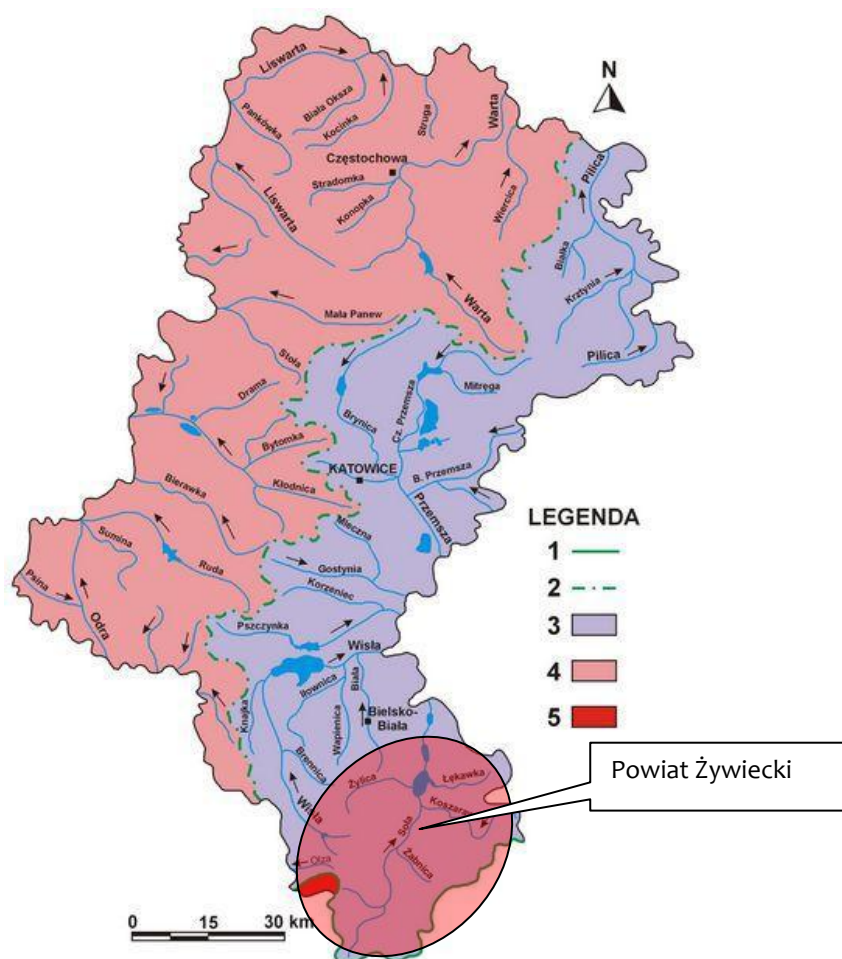 Liswarta
N
Biała Oksza
Pankówka
Kocinka
Struga
Warta
Częstochowa
Pilica
Stradomka
Konopka
Liswarta
Wiercica
Białka
Krztynia
Warta
Mała Panew
Pilica
Stoła
Mitręga
Drama
Brynica
Cz. Przemsza
Bytomka
KATOWICE
B. Przemsza
Bierawka
Kłodnica
Przemsza
LEGENDA
Mleczna
1
Sumina
Gostynia
2
Ruda
Psina
Korzeniec
Odra
3
Pszczynka
Wisła
4
Iłownica
Biała
Knajka
Wapienica
Bielsko-
Biała
5
Brennica
Powiat Żywiecki
Żylica
Łękawka
Wisła
Soła
Żabnica
Olza
0 15 30 km